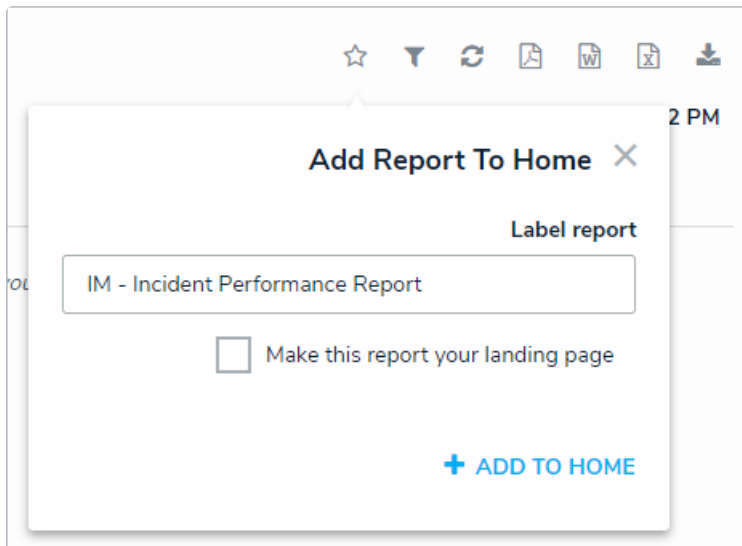 2 PM
Add Report To Home
Label report
IM - Incident Performance Report
Make this report your landing page
+ ADD TO HOME